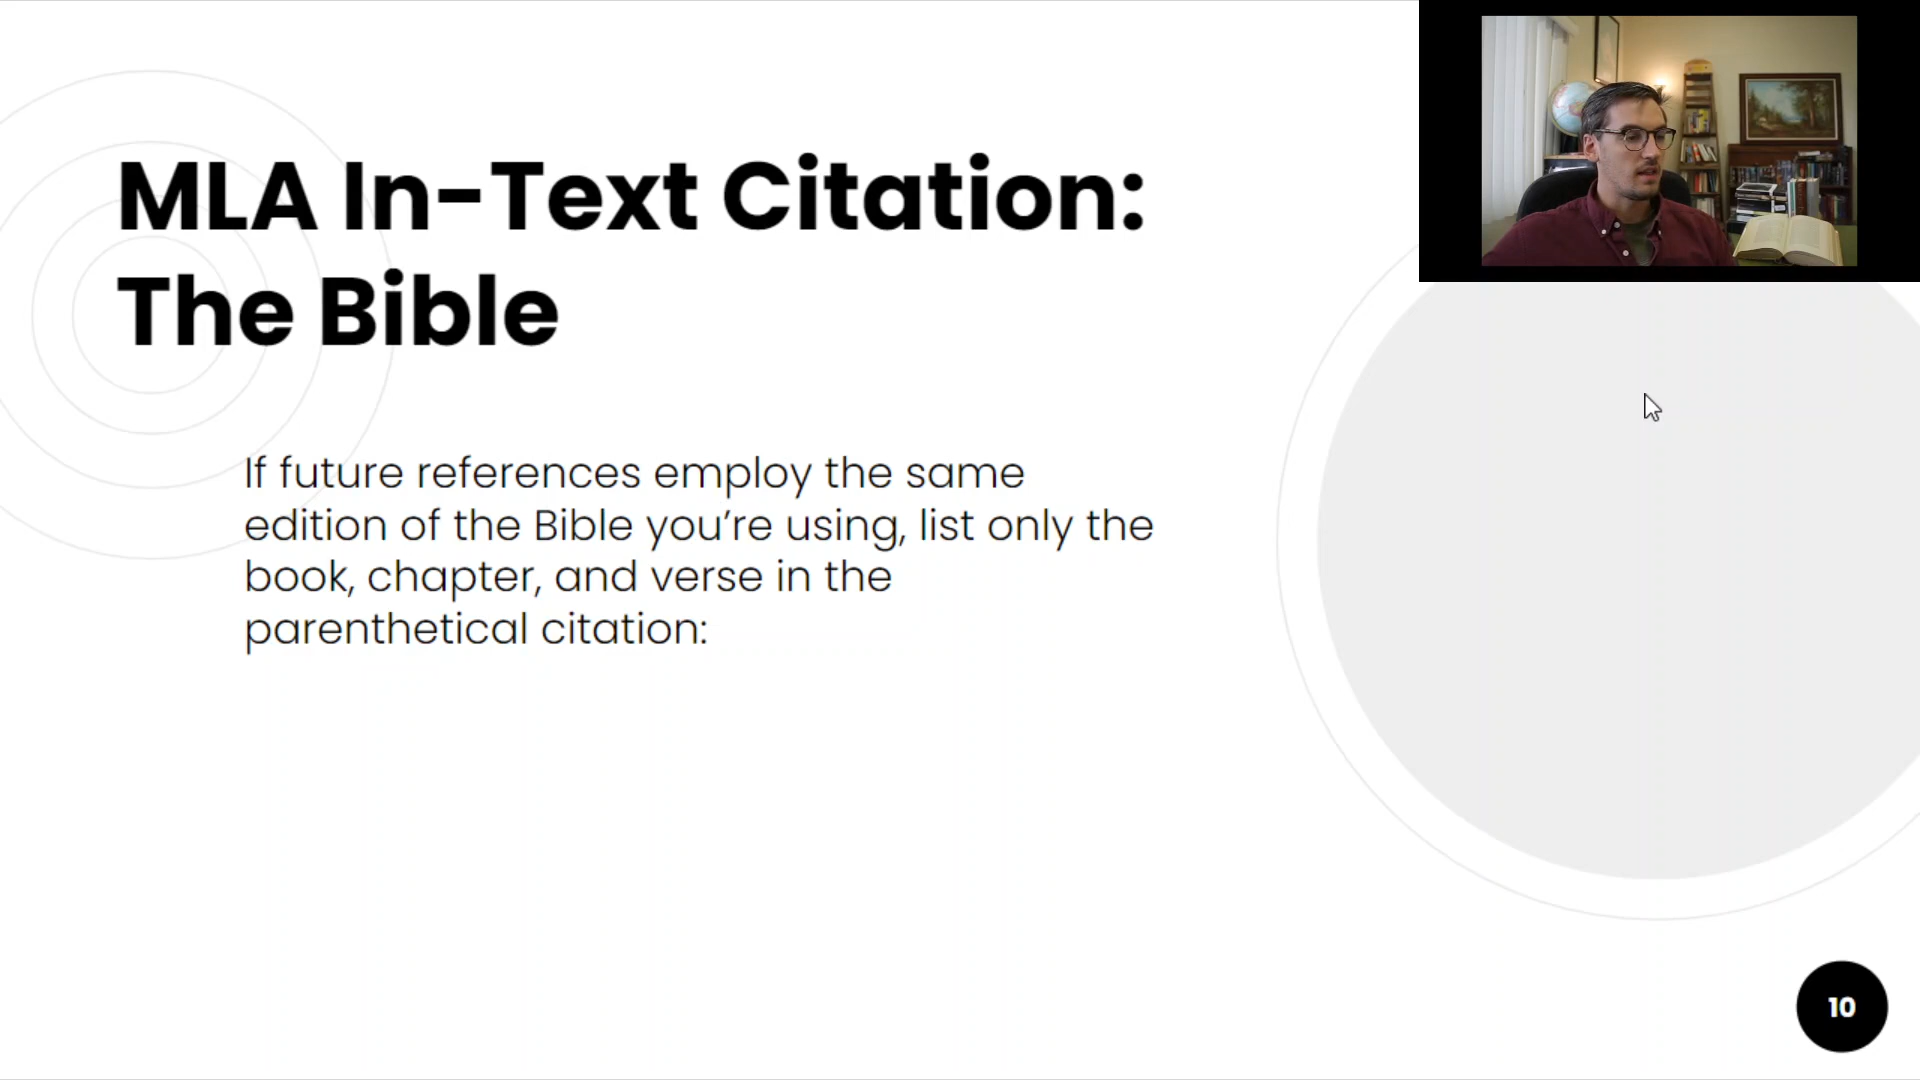 MLA In-Text Citation:
The Bible
If future references employ the same
edition of the Bible you’re using, list only the
book, chapter, and verse in the
parenthetical citation:
10